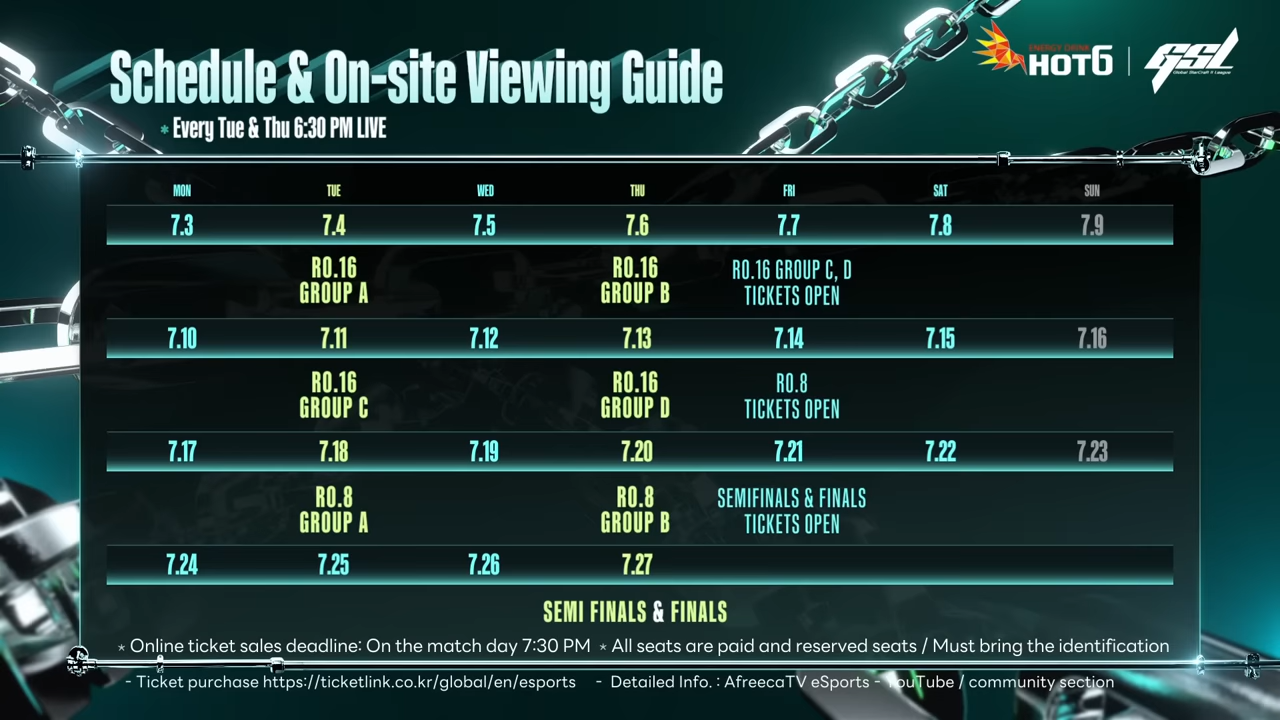 Schedule & On-site Viewing Guide
ENERGY DRINK
HOT6
GSL
Global StarCraft II League
* Every Tue & Thu 6:30 PM LIVE
MON TUE WED THU FRI SAT SUN
7.3 7.4 7.5 7.6 7.7 7.8 7.9
RO.16 GROUP A
RO.16 GROUP B
RO.16 GROUP C, D TICKETS OPEN
7.10 7.11 7.12 7.13 7.14 7.15 7.16
RO.16 GROUP C
RO.16 GROUP D
RO.8 TICKETS OPEN
7.17 7.18 7.19 7.20 7.21 7.22 7.23
RO.8 GROUP A
RO.8 GROUP B
SEMIFINALS & FINALS TICKETS OPEN
7.24 7.25 7.26 7.27
SEMI FINALS & FINALS
* Online ticket sales deadline: On the match day 7:30 PM * All seats are paid and reserved seats / Must bring the identification
- Ticket purchase https://ticketlink.co.kr/global/en/esports - Detailed Info. : AfreecaTV eSports - YouTube / community section